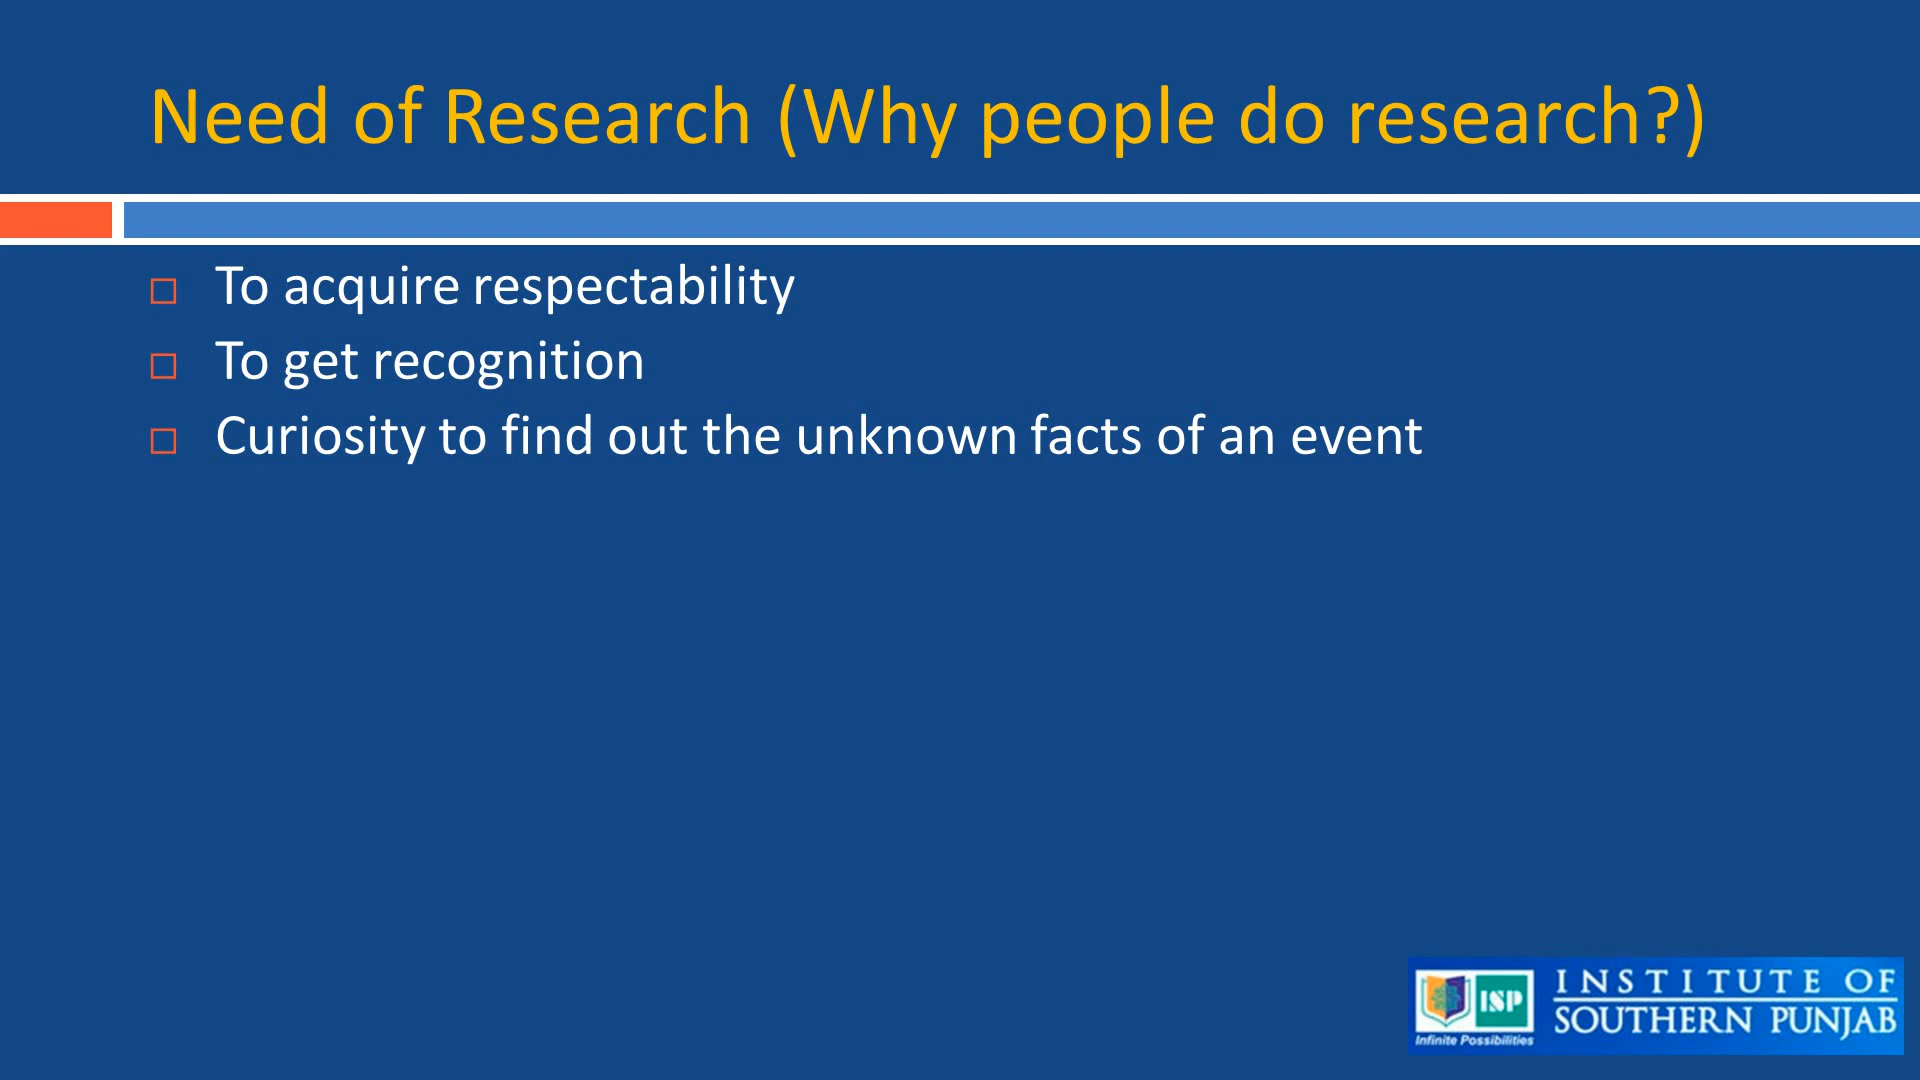 Need of Research (Why people do research?)
To acquire respectability
To get recognition
Curiosity to find out the unknown facts of an event
ISP
Infinite Possibilities
INSTITUTE OF
SOUTHERN PUNJAB